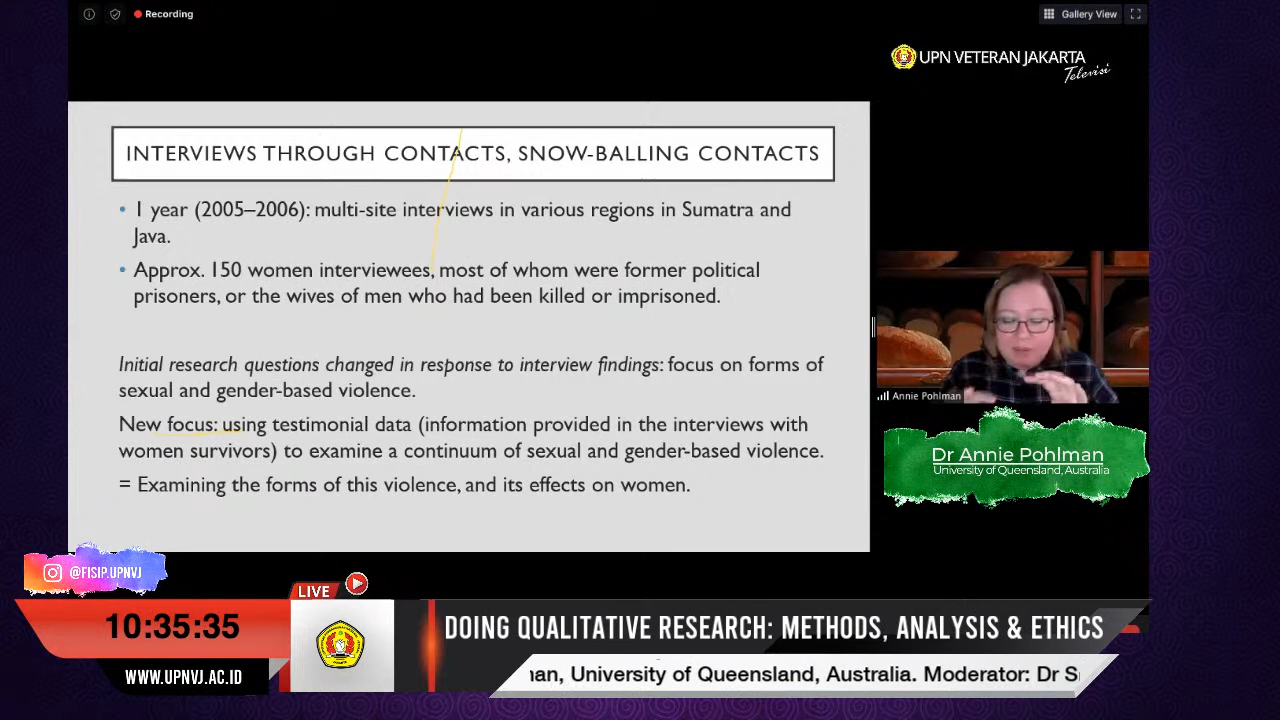 Recording
Gallery View
UPN VETERAN JAKARTA
Televisi
INTERVIEWS THROUGH CONTACTS, SNOW-BALLING CONTACTS
• 1 year (2005–2006): multi-site interviews in various regions in Sumatra and
Java.
• Approx. 150 women interviewees, most of whom were former political
prisoners, or the wives of men who had been killed or imprisoned.
Initial research questions changed in response to interview findings: focus on forms of
sexual and gender-based violence.
New focus: using testimonial data (information provided in the interviews with
women survivors) to examine a continuum of sexual and gender-based violence.
= Examining the forms of this violence, and its effects on women.
Annie Pohlman
Dr Annie Pohlman
University of Queensland, Australia
@FISIP.UPNVJ
LIVE
10:35:35
DOING QUALITATIVE RESEARCH: METHODS, ANALYSIS & ETHICS
WWW.UPNVJ.AC.ID
man, University of Queensland, Australia. Moderator: Dr S